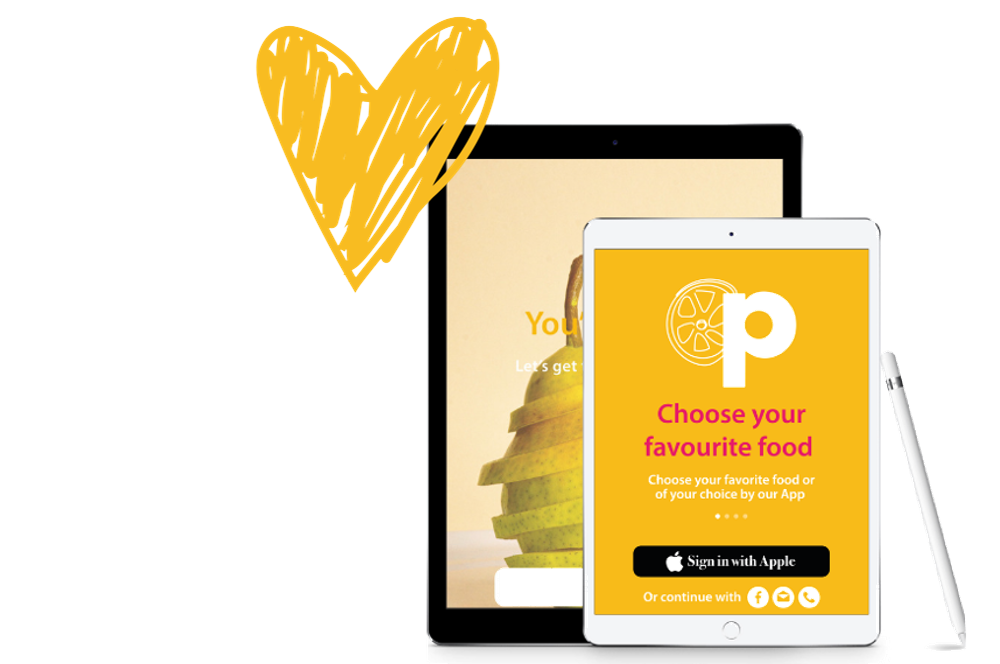 You'
Let's get
p
Choose your
favourite food
Choose your favorite food or
of your choice by our App
Sign in with Apple
Or continue with